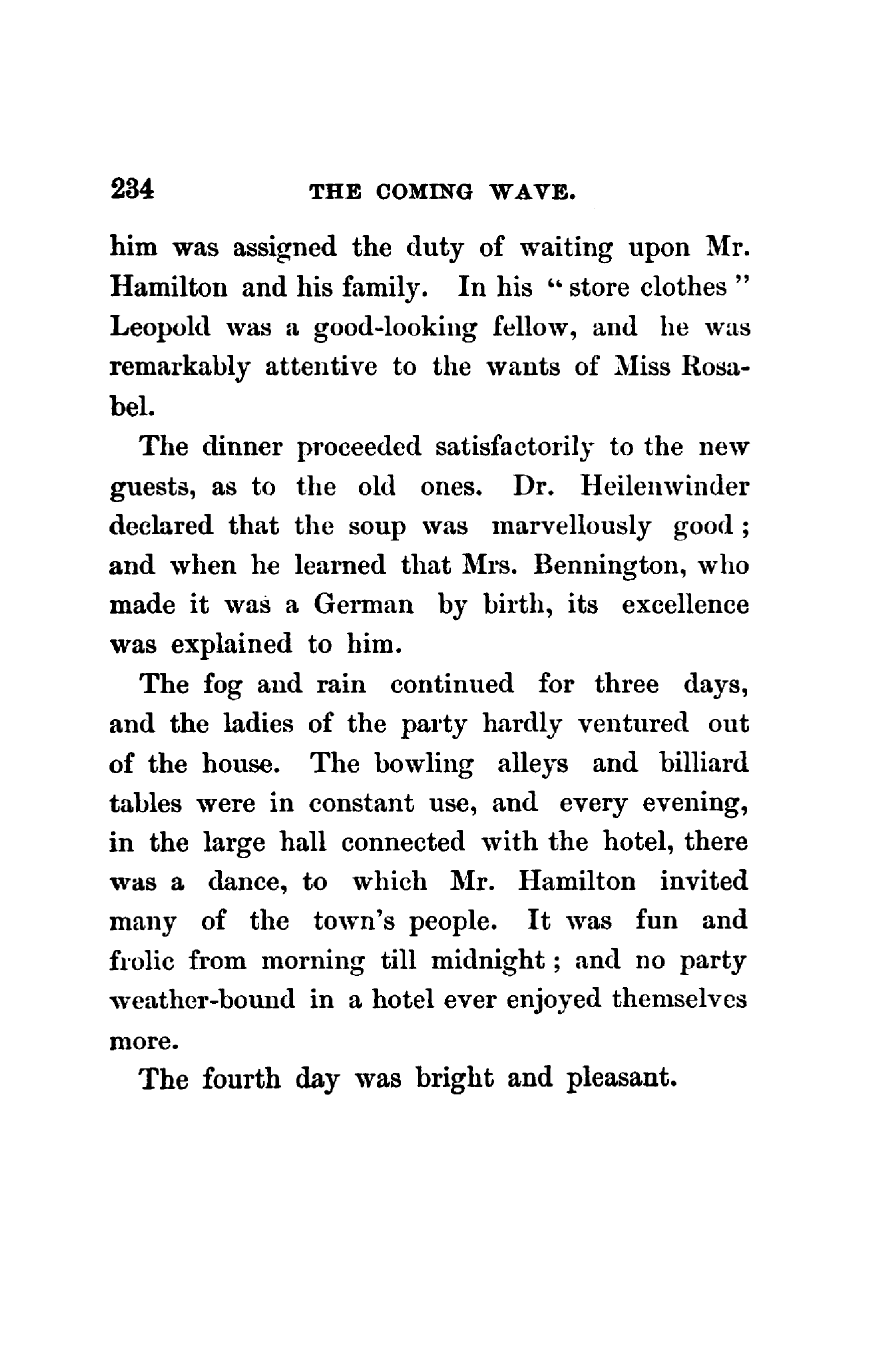 234 THE COMING WAVE.
him was assigned the duty of waiting upon Mr.
Hamilton and his family. In his “ store clothes ”
Leopold was a good-looking fellow, and he was
remarkably attentive to the wants of Miss Rosa-
bel.
The dinner proceeded satisfactorily to the new
guests, as to the old ones. Dr. Heilenwinder
declared that the soup was marvellously good ;
and when he learned that Mrs. Bennington, who
made it was a German by birth, its excellence
was explained to him.
The fog and rain continued for three days,
and the ladies of the party hardly ventured out
of the house. The bowling alleys and billiard
tables were in constant use, and every evening,
in the large hall connected with the hotel, there
was a dance, to which Mr. Hamilton invited
many of the town's people. It was fun and
frolic from morning till midnight ; and no party
weather-bound in a hotel ever enjoyed themselves
more.
The fourth day was bright and pleasant.